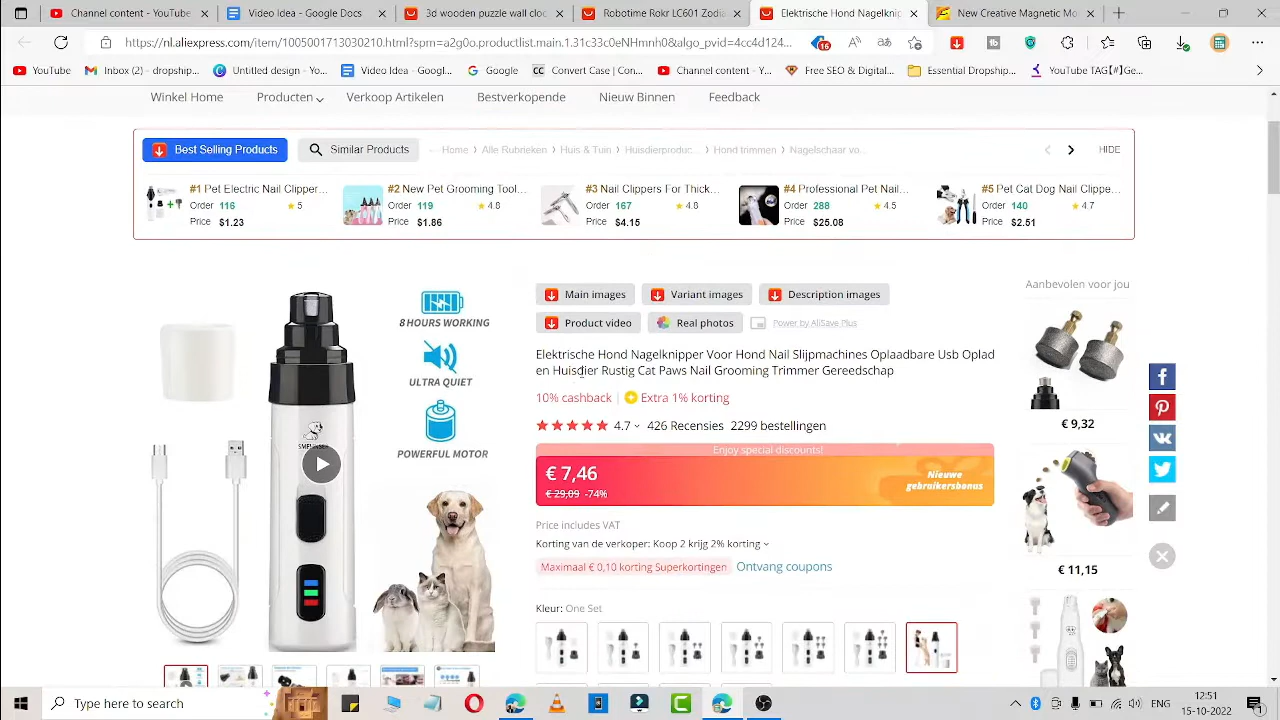 Channel content - YouTube
Video Idea - Google Docs
3d wooden puzzle wall clo
Robotime Rokr LC601 Zodiac
Elektrische Hond Nagelknip
New Creative Magnetic Mo
https://nl.aliexpress.com/item/1005001713030210.html?spm=a2g0o.productlist.main.1.31c33c0eNHmnh0&algo_pvid=4cc4d124...
16
YouTube
Inbox (2) - dropship...
Untitled design - Yo...
Video Idea - Googl...
Google
Convert Case | Con...
Channel content - Y...
Free SEO & Digital...
Essential Dropship...
YouTube TAG【#】Ge...
Winkel Home
Producten
Verkoop Artikelen
Bestverkopende
Nieuw Binnen
Feedback
Best Selling Products
Similar Products
Home › Alle Rubrieken › Huis & Tuin › Huisdierproduc... › Hond trimmen › Nagelschaar vo...
HIDE
#1 Pet Electric Nail Clipper...
Order 116
5
Price $1.23
#2 New Pet Grooming Tool...
Order 119
4.8
Price $1.86
#3 Nail Clippers For Thick...
Order 167
4.8
Price $4.15
#4 Professional Pet Nail...
Order 288
4.5
Price $25.08
#5 Pet Cat Dog Nail Clippe...
Order 140
4.7
Price $2.51
8 HOURS WORKING
ULTRA QUIET
POWERFUL MOTOR
Main images
Variant images
Description images
Product video
Real photos
Power by AliSave Plus
Elektrische Hond Nagelknipper Voor Hond Nail Slijpmachines Oplaadbare Usb Oplad
en Huisdier Rustig Cat Paws Nail Grooming Trimmer Gereedschap
10% cashback | Extra 1% korting
4.7 426 Recensies 2299 bestellingen
Enjoy special discounts!
€ 7,46
€ 29,09 -74%
Nieuwe
gebruikersbonus
Price includes VAT
Korting van de verkoper: Koop 2 krijg 2% korting
Maximaal € 0,10 korting Superkortingen
Ontvang coupons
Kleur: One Set
Aanbevolen voor jou
€ 9,32
€ 11,15
Type here to search
ENG
12:51
15-10-2022
1